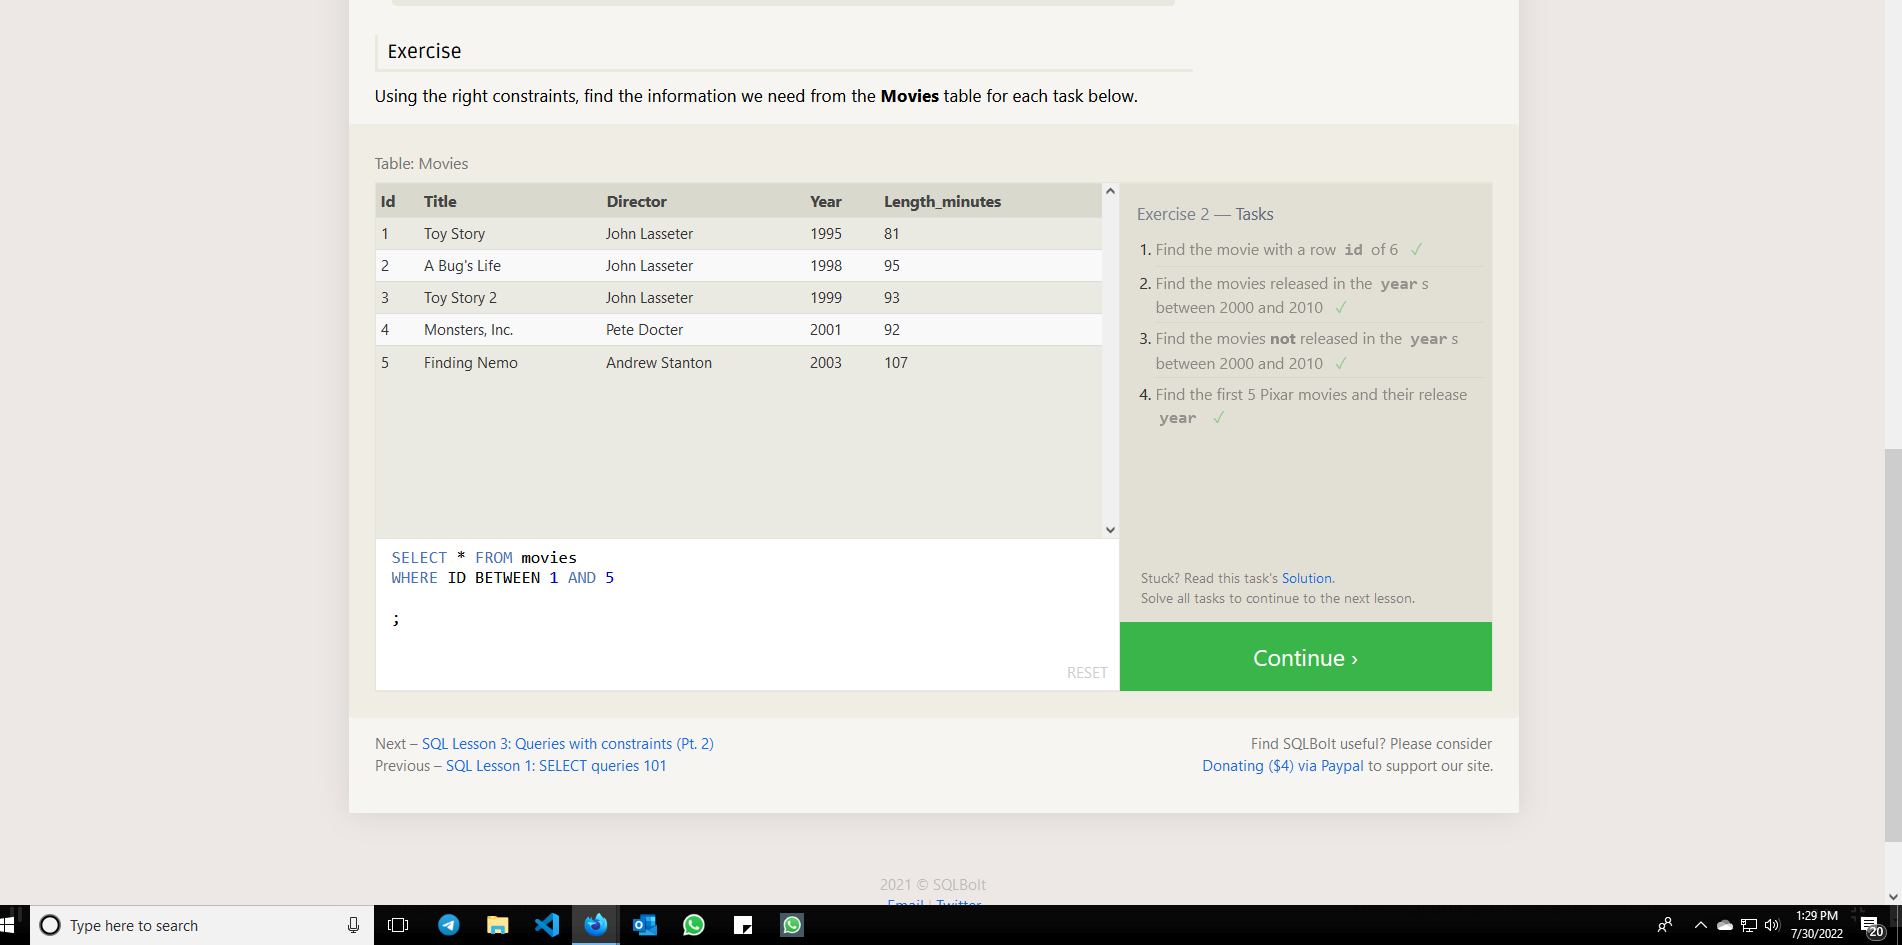 Exercise
Using the right constraints, find the information we need from the Movies table for each task below.
Table: Movies
Id Title Director Year Length_minutes
1 Toy Story John Lasseter 1995 81
2 A Bug's Life John Lasseter 1998 95
3 Toy Story 2 John Lasseter 1999 93
4 Monsters, Inc. Pete Docter 2001 92
5 Finding Nemo Andrew Stanton 2003 107
SELECT * FROM movies
WHERE ID BETWEEN 1 AND 5
;
RESET
Exercise 2 — Tasks
1. Find the movie with a row id of 6 ✓
2. Find the movies released in the year s
between 2000 and 2010 ✓
3. Find the movies not released in the year s
between 2000 and 2010 ✓
4. Find the first 5 Pixar movies and their release
year ✓
Stuck? Read this task's Solution.
Solve all tasks to continue to the next lesson.
Continue ›
Next – SQL Lesson 3: Queries with constraints (Pt. 2)
Previous – SQL Lesson 1: SELECT queries 101
Find SQLBolt useful? Please consider
Donating ($4) via Paypal to support our site.
2021 © SQLBolt
Email | Twitter
Type here to search
1:29 PM
7/30/2022
20